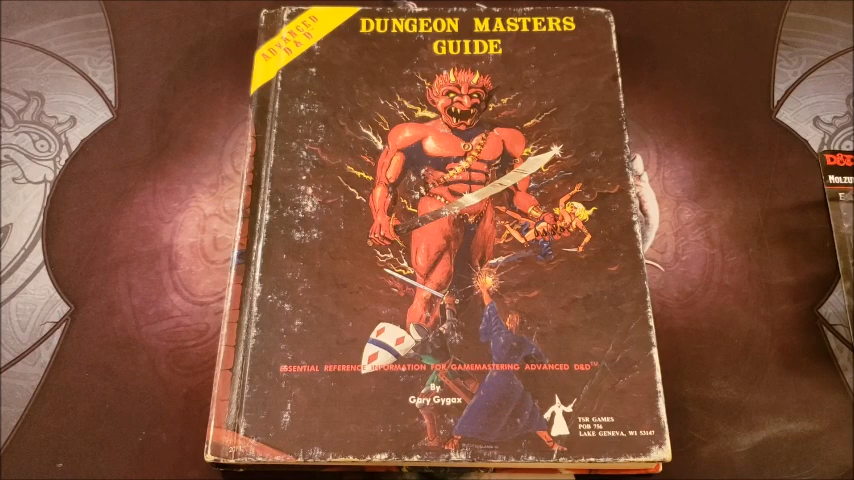 ADVANCED
D & D
DUNGEON MASTERS
GUIDE
ESSENTIAL REFERENCE INFORMATION FOR GAMEMASTERING ADVANCED D&D™
By
Gary Gygax
TSR GAMES
POB 756
LAKE GENEVA, WI 53147
D&D